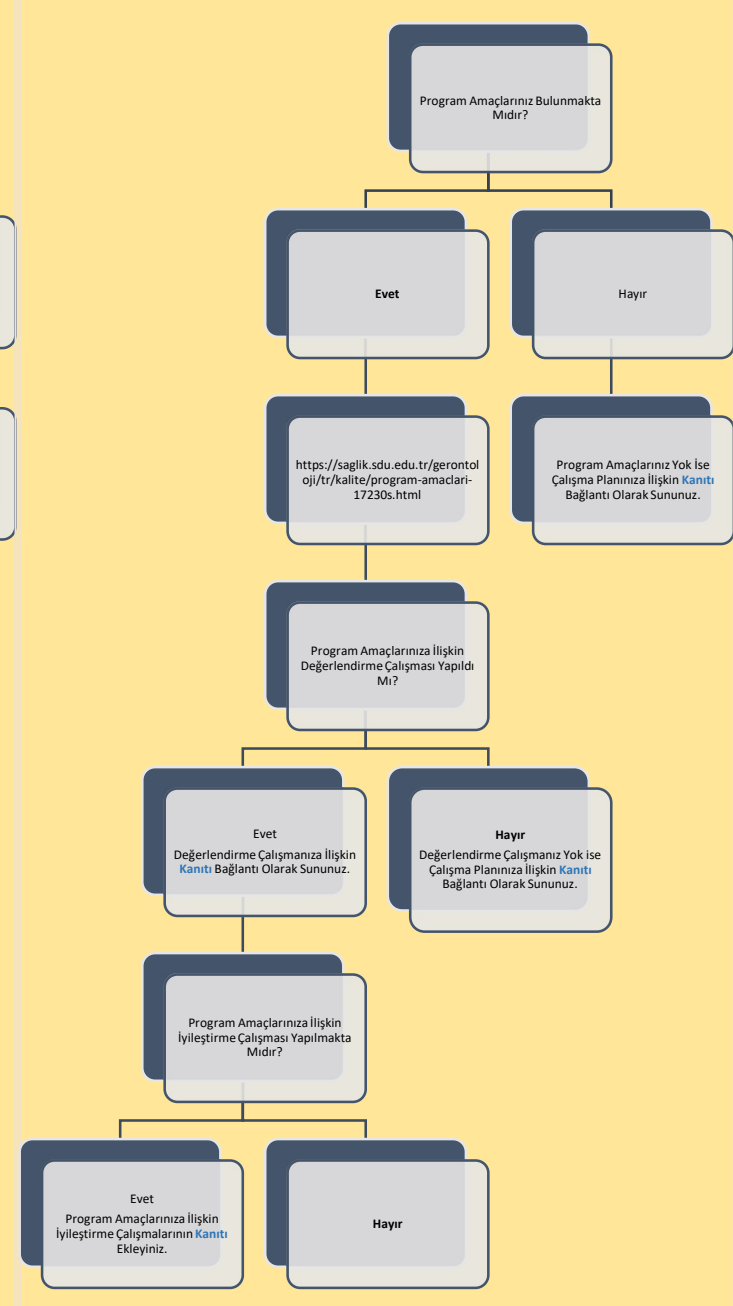 Program Amaçlarınız Bulunmakta
Mıdır?
Evet
Hayır
https://saglik.sdu.edu.tr/gerontol
oji/tr/kalite/program-amaclari-
17230s.html
Program Amaçlarınız Yok İse
Çalışma Planınıza İlişkin Kanıtı
Bağlantı Olarak Sununuz.
Program Amaçlarınıza İlişkin
Değerlendirme Çalışması Yapıldı
Mı?
Evet
Değerlendirme Çalışmanıza İlişkin
Kanıtı Bağlantı Olarak Sununuz.
Hayır
Değerlendirme Çalışmanız Yok ise
Çalışma Planınıza İlişkin Kanıtı
Bağlantı Olarak Sununuz.
Program Amaçlarınıza İlişkin
İyileştirme Çalışması Yapılmakta
Mıdır?
Evet
Program Amaçlarınıza İlişkin
İyileştirme Çalışmalarının Kanıtı
Ekleyiniz.
Hayır